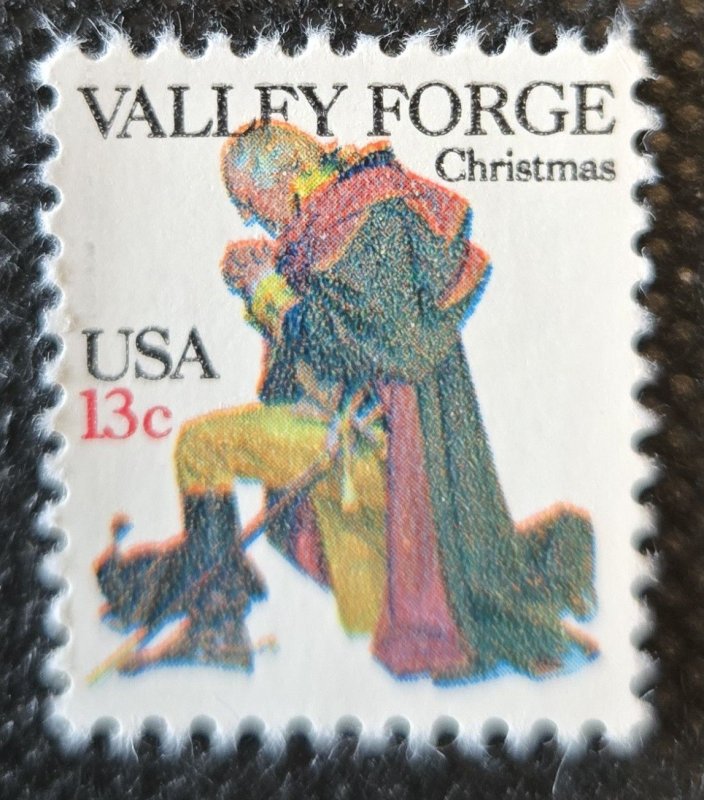 VALLEY FORGE
Christmas
USA
13c